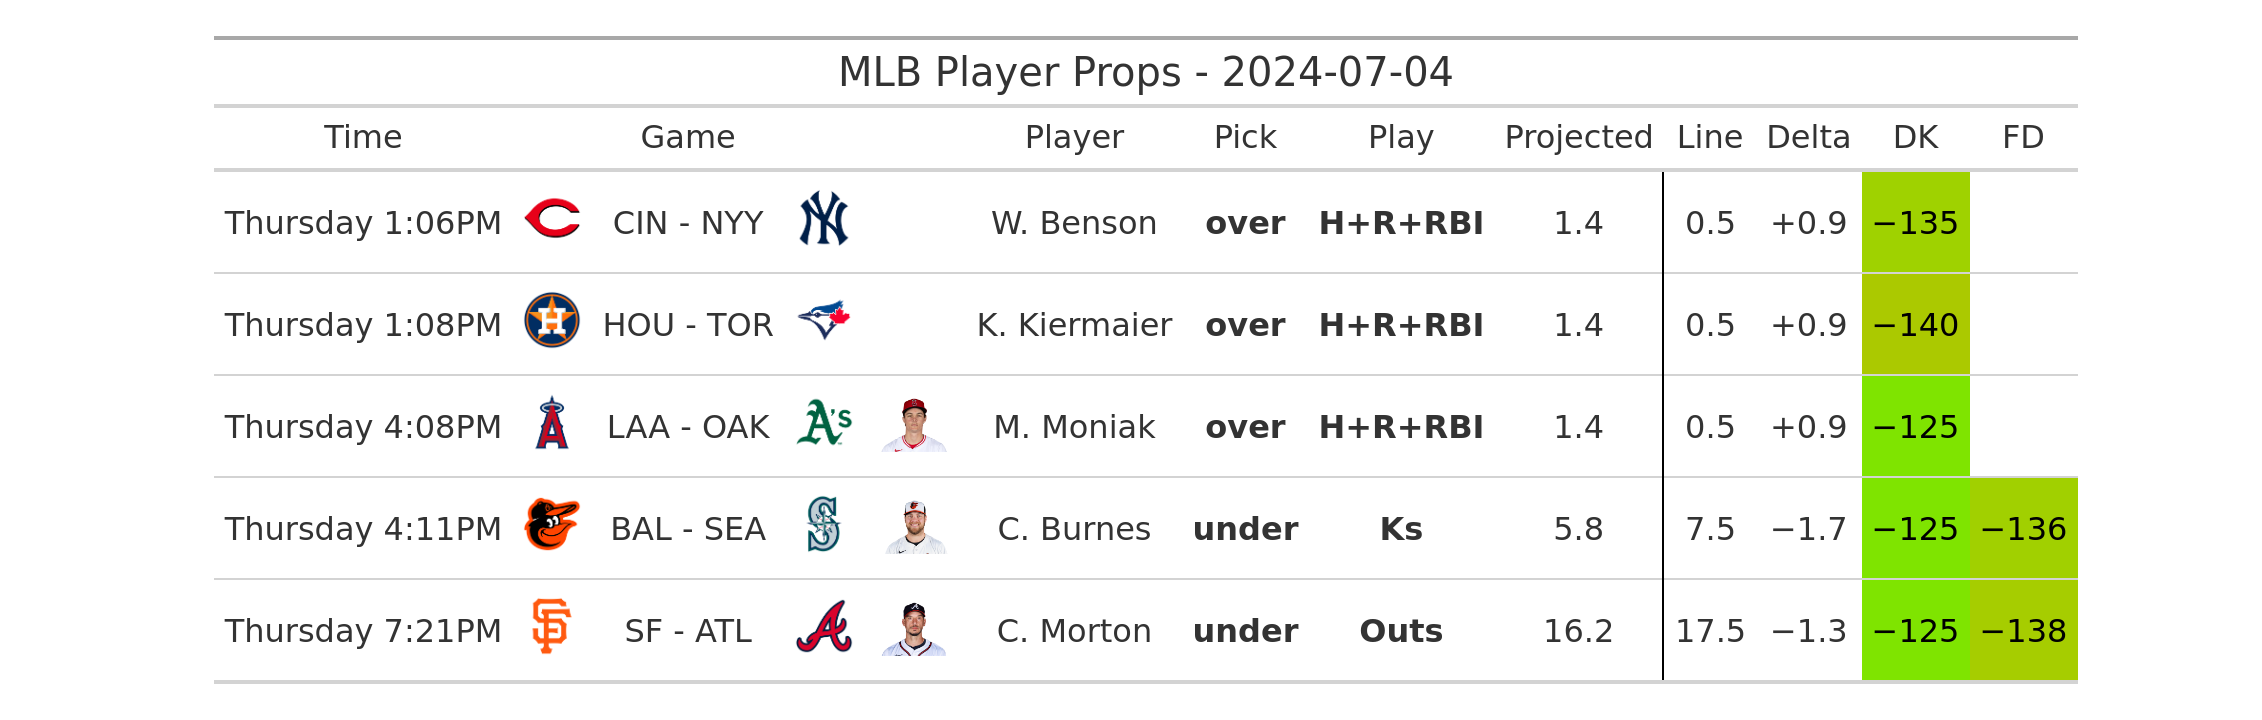 MLB Player Props - 2024-07-04
Time Game Player Pick Play Projected Line Delta DK FD
Thursday 1:06PM CIN - NYY W. Benson over H+R+RBI 1.4 0.5 +0.9 −135
Thursday 1:08PM HOU - TOR K. Kiermaier over H+R+RBI 1.4 0.5 +0.9 −140
Thursday 4:08PM LAA - OAK M. Moniak over H+R+RBI 1.4 0.5 +0.9 −125
Thursday 4:11PM BAL - SEA C. Burnes under Ks 5.8 7.5 −1.7 −125 −136
Thursday 7:21PM SF - ATL C. Morton under Outs 16.2 17.5 −1.3 −125 −138